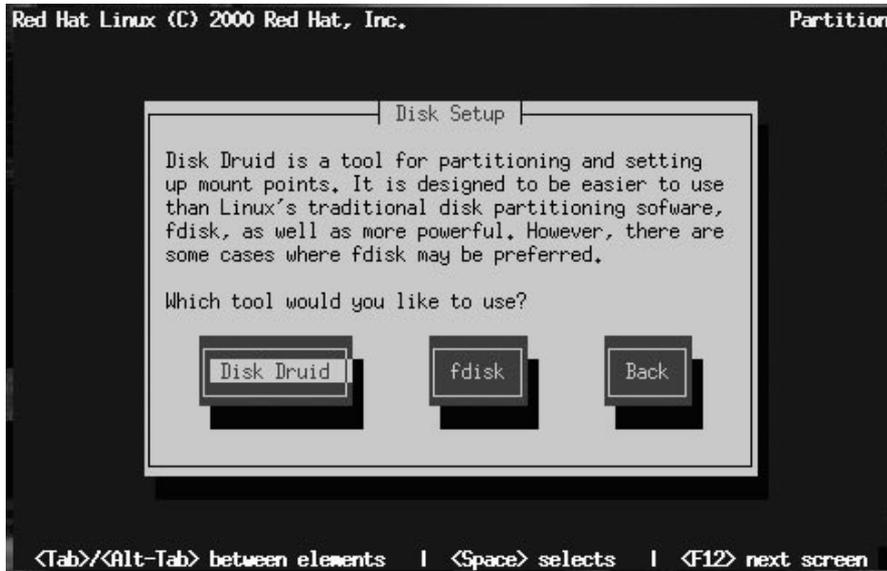 Red Hat Linux (C) 2000 Red Hat, Inc. Partition
Disk Setup
Disk Druid is a tool for partitioning and setting
up mount points. It is designed to be easier to use
than Linux's traditional disk partitioning sofware,
fdisk, as well as more powerful. However, there are
some cases where fdisk may be preferred.
Which tool would you like to use?
Disk Druid fdisk Back
<Tab>/<Alt-Tab> between elements | <Space> selects | <F12> next screen